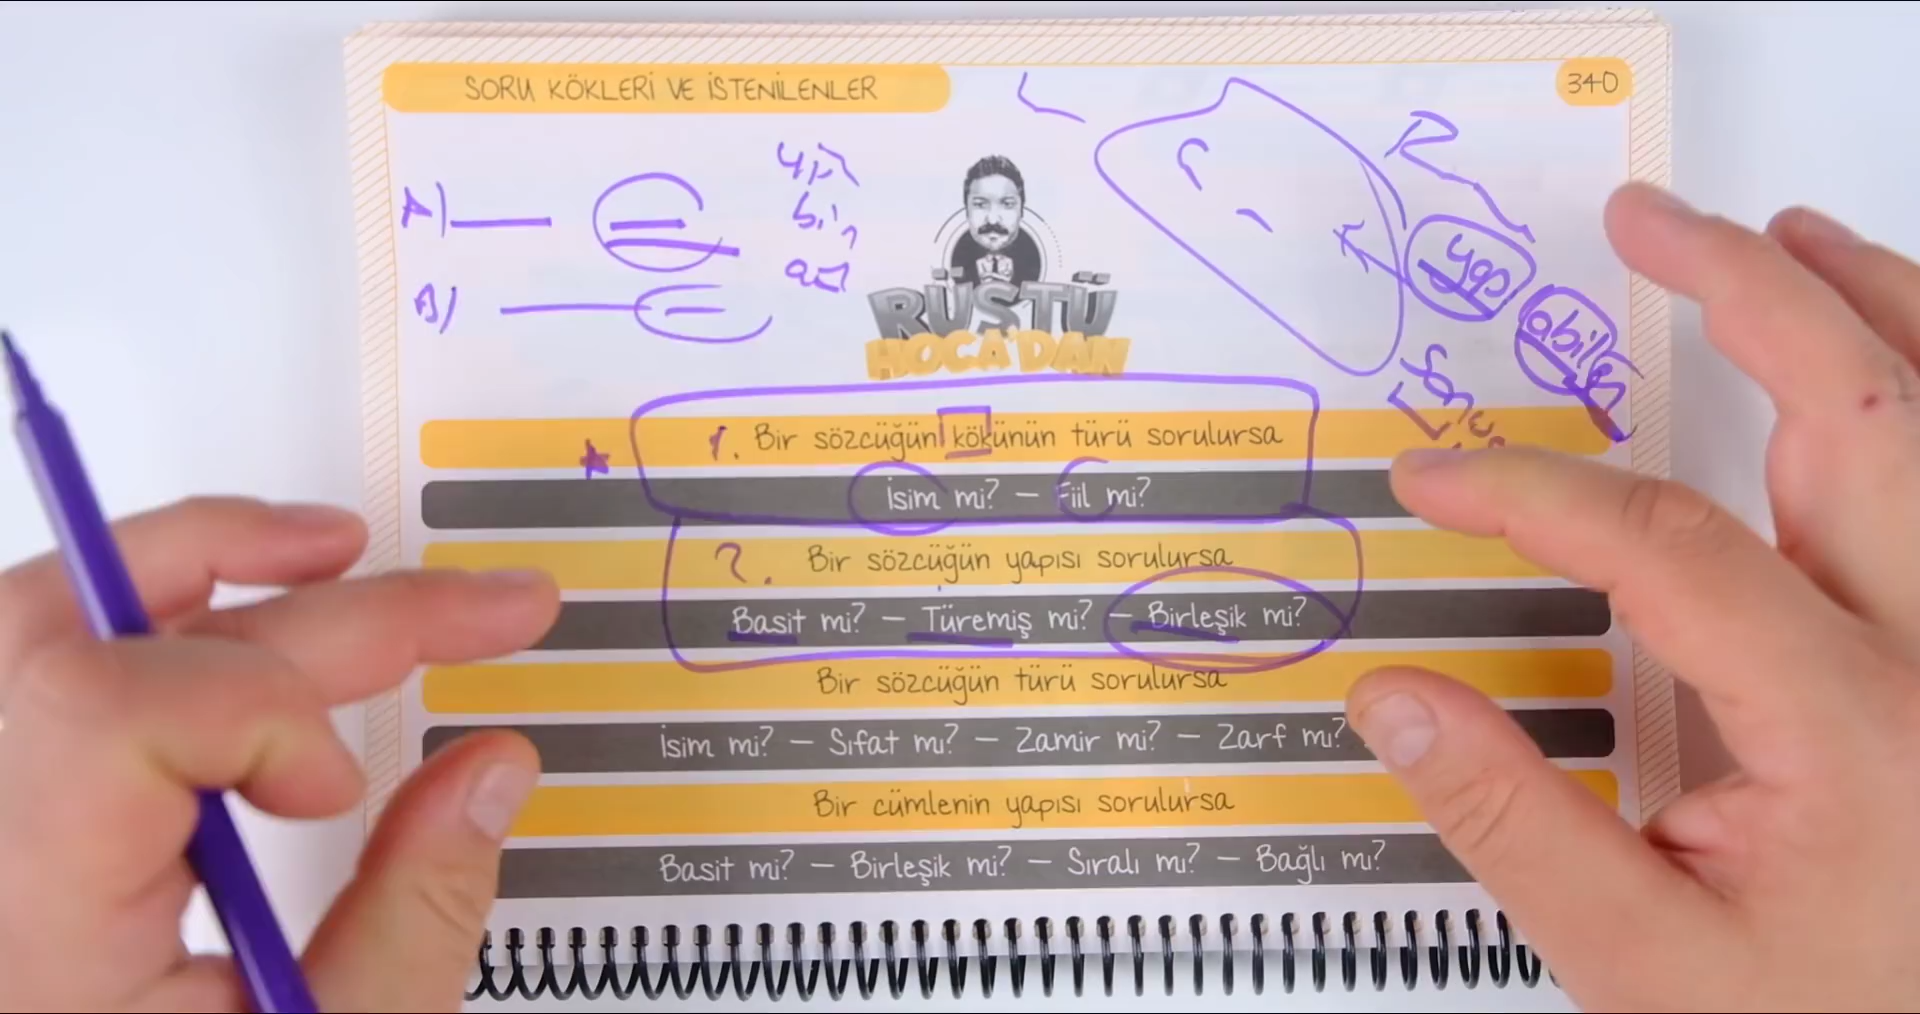 SORU KÖKLERİ VE İSTENİLENLER
340
A)
B)
RÜŞTÜ
HOCA'DAN
R
yap
abilen
1. Bir sözcüğün kökünün türü sorulursa
İsim mi? – Fiil mi?
2. Bir sözcüğün yapısı sorulursa
Basit mi? – Türemiş mi? – Birleşik mi?
Bir sözcüğün türü sorulursa
İsim mi? – Sıfat mı? – Zamir mi? – Zarf mı?
Bir cümlenin yapısı sorulursa
Basit mi? – Birleşik mi? – Sıralı mı? – Bağlı mı?